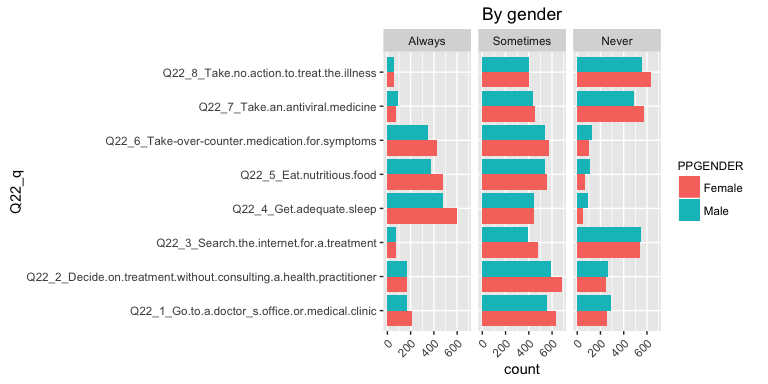 By gender
Always Sometimes Never
Q22_8_Take.no.action.to.treat.the.illness
Q22_7_Take.an.antiviral.medicine
Q22_6_Take-over-counter.medication.for.symptoms
Q22_5_Eat.nutritious.food
Q22_4_Get.adequate.sleep
Q22_3_Search.the.internet.for.a.treatment
Q22_2_Decide.on.treatment.without.consulting.a.health.practitioner
Q22_1_Go.to.a.doctor_s.office.or.medical.clinic
Q22_q
0 200 400 600 0 200 400 600 0 200 400 600
count
PPGENDER
Female
Male